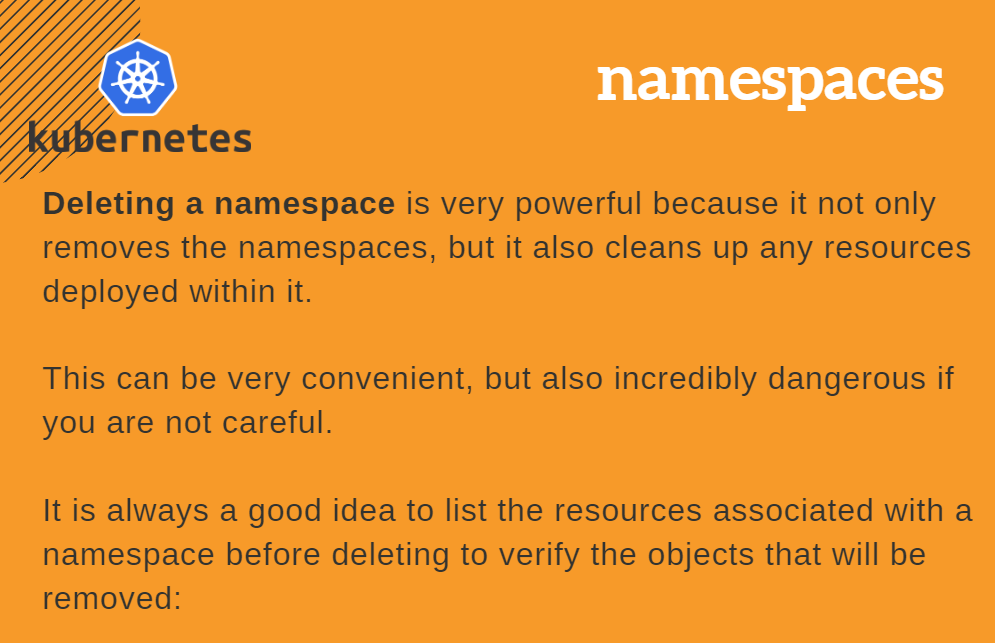 namespaces
kubernetes
Deleting a namespace is very powerful because it not only
removes the namespaces, but it also cleans up any resources
deployed within it.
This can be very convenient, but also incredibly dangerous if
you are not careful.
It is always a good idea to list the resources associated with a
namespace before deleting to verify the objects that will be
removed: